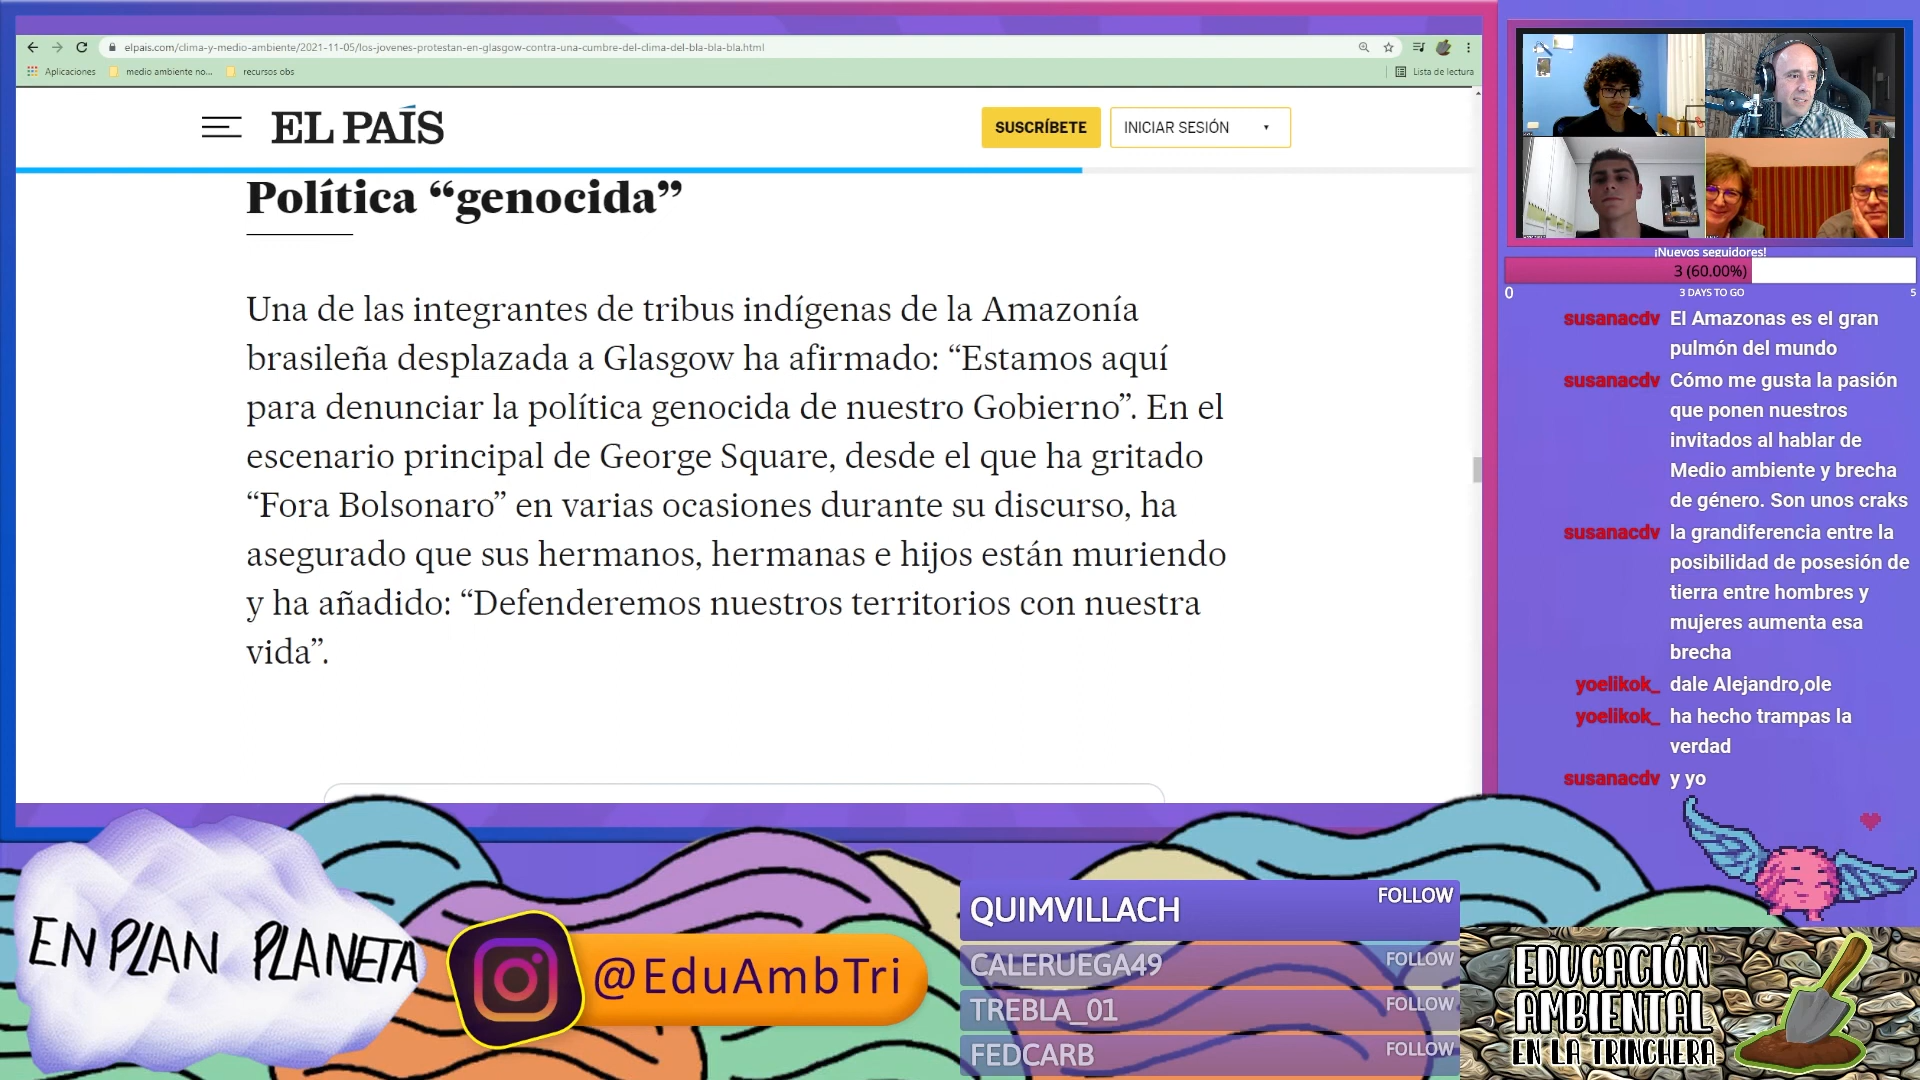 elpais.com/clima-y-medio-ambiente/2021-11-05/los-jovenes-protestan-en-glasgow-contra-una-cumbre-del-clima-del-bla-bla-bla.html
Aplicaciones
medio ambiente no...
recursos obs
Lista de lectura
EL PAÍS
SUSCRÍBETE
INICIAR SESIÓN
Política “genocida”
Una de las integrantes de tribus indígenas de la Amazonía
brasileña desplazada a Glasgow ha afirmado: “Estamos aquí
para denunciar la política genocida de nuestro Gobierno”. En el
escenario principal de George Square, desde el que ha gritado
“Fora Bolsonaro” en varias ocasiones durante su discurso, ha
asegurado que sus hermanos, hermanas e hijos están muriendo
y ha añadido: “Defenderemos nuestros territorios con nuestra
vida”.
¡Nuevos seguidores!
3 (60.00%)
0
3 DAYS TO GO
5
susanacdv El Amazonas es el gran
pulmón del mundo
susanacdv Cómo me gusta la pasión
que ponen nuestros
invitados al hablar de
Medio ambiente y brecha
de género. Son unos craks
susanacdv la grandiferencia entre la
posibilidad de posesión de
tierra entre hombres y
mujeres aumenta esa
brecha
yoelikok_ dale Alejandro,ole
yoelikok_ ha hecho trampas la
verdad
susanacdv y yo
EN PLAN PLANETA
@EduAmbTri
QUIMVILLACH FOLLOW
CALERUEGA49 FOLLOW
TREBLA_01 FOLLOW
FEDCARB FOLLOW
EDUCACIÓN
AMBIENTAL
EN LA TRINCHERA